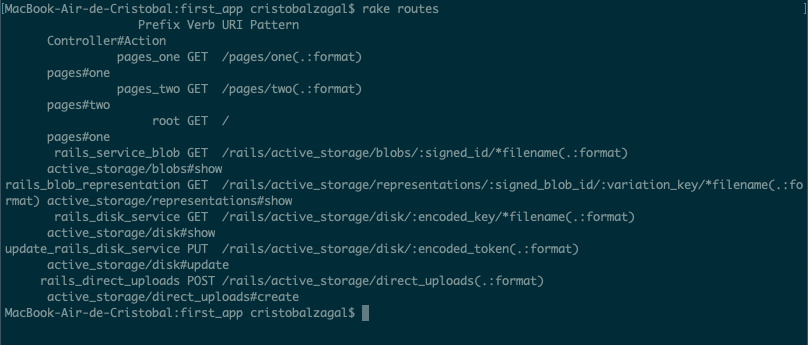 [MacBook-Air-de-Cristobal:first_app cristobalzagal$ rake routes ]
Prefix Verb URI Pattern
Controller#Action
pages_one GET /pages/one(.:format)
pages#one
pages_two GET /pages/two(.:format)
pages#two
root GET /
pages#one
rails_service_blob GET /rails/active_storage/blobs/:signed_id/*filename(.:format)
active_storage/blobs#show
rails_blob_representation GET /rails/active_storage/representations/:signed_blob_id/:variation_key/*filename(.:fo
rmat) active_storage/representations#show
rails_disk_service GET /rails/active_storage/disk/:encoded_key/*filename(.:format)
active_storage/disk#show
update_rails_disk_service PUT /rails/active_storage/disk/:encoded_token(.:format)
active_storage/disk#update
rails_direct_uploads POST /rails/active_storage/direct_uploads(.:format)
active_storage/direct_uploads#create
MacBook-Air-de-Cristobal:first_app cristobalzagal$